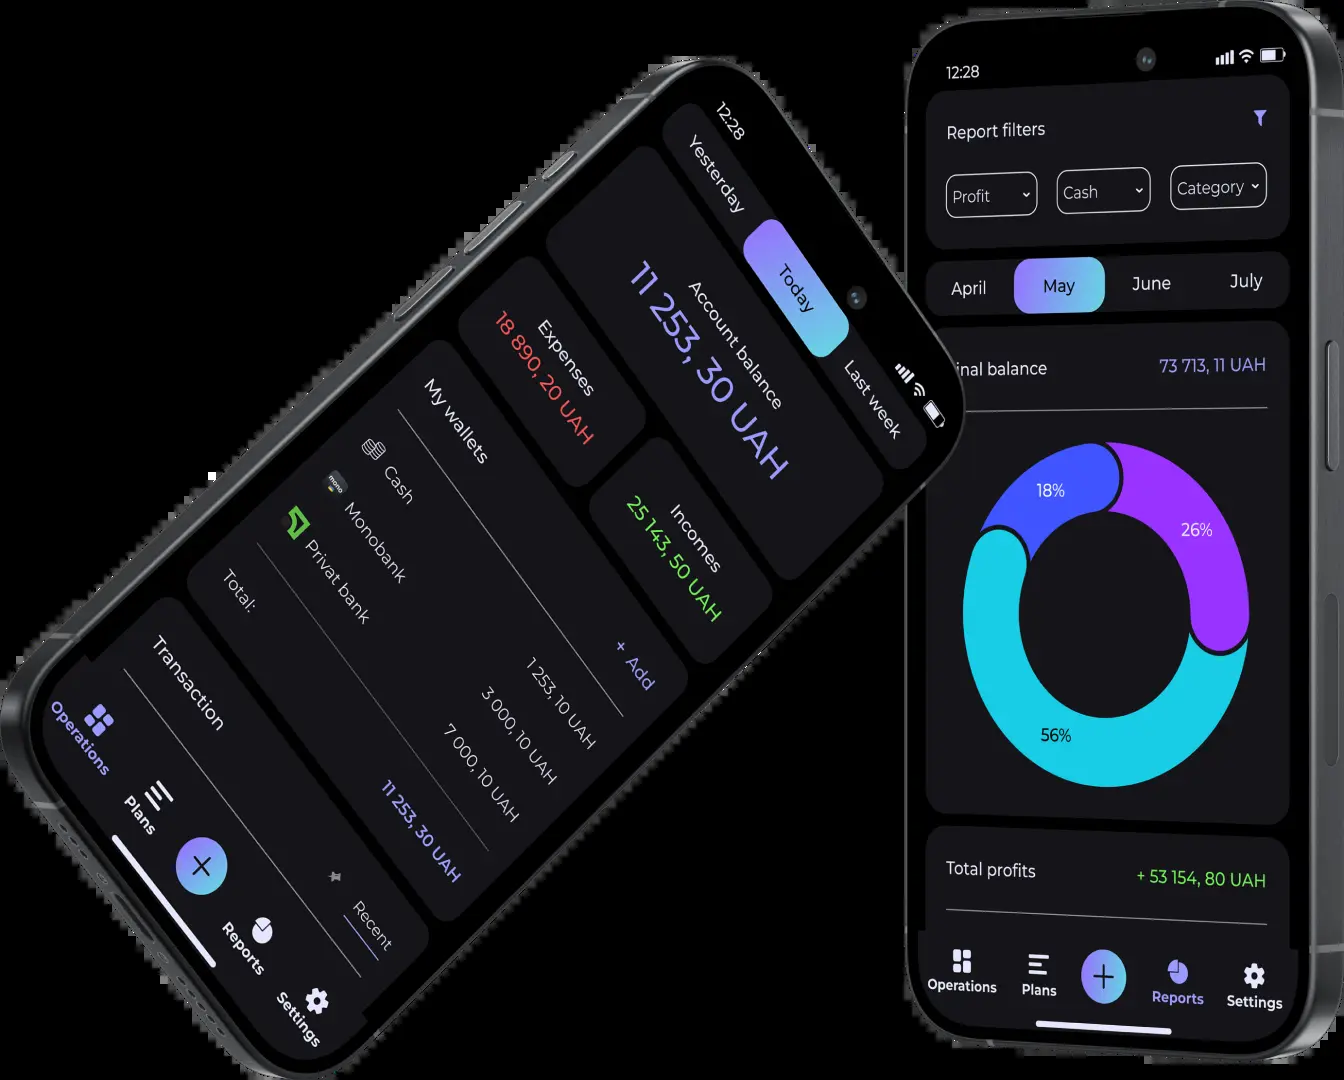 12:28
Yesterday
Today
Last week
Account balance
11 253, 30 UAH
Expenses
18 890, 20 UAH
Incomes
25 143, 50 UAH
My wallets
+ Add
Cash
1 253, 10 UAH
mono
Monobank
3 000, 10 UAH
Privat bank
7 000, 10 UAH
Total:
11 253, 30 UAH
Transaction
Recent
Operations
Plans
Reports
Settings
12:28
Report filters
Profit
Cash
Category
April
May
June
July
inal balance
73 713, 11 UAH
18%
26%
56%
Total profits
+ 53 154, 80 UAH
Operations
Plans
Reports
Settings